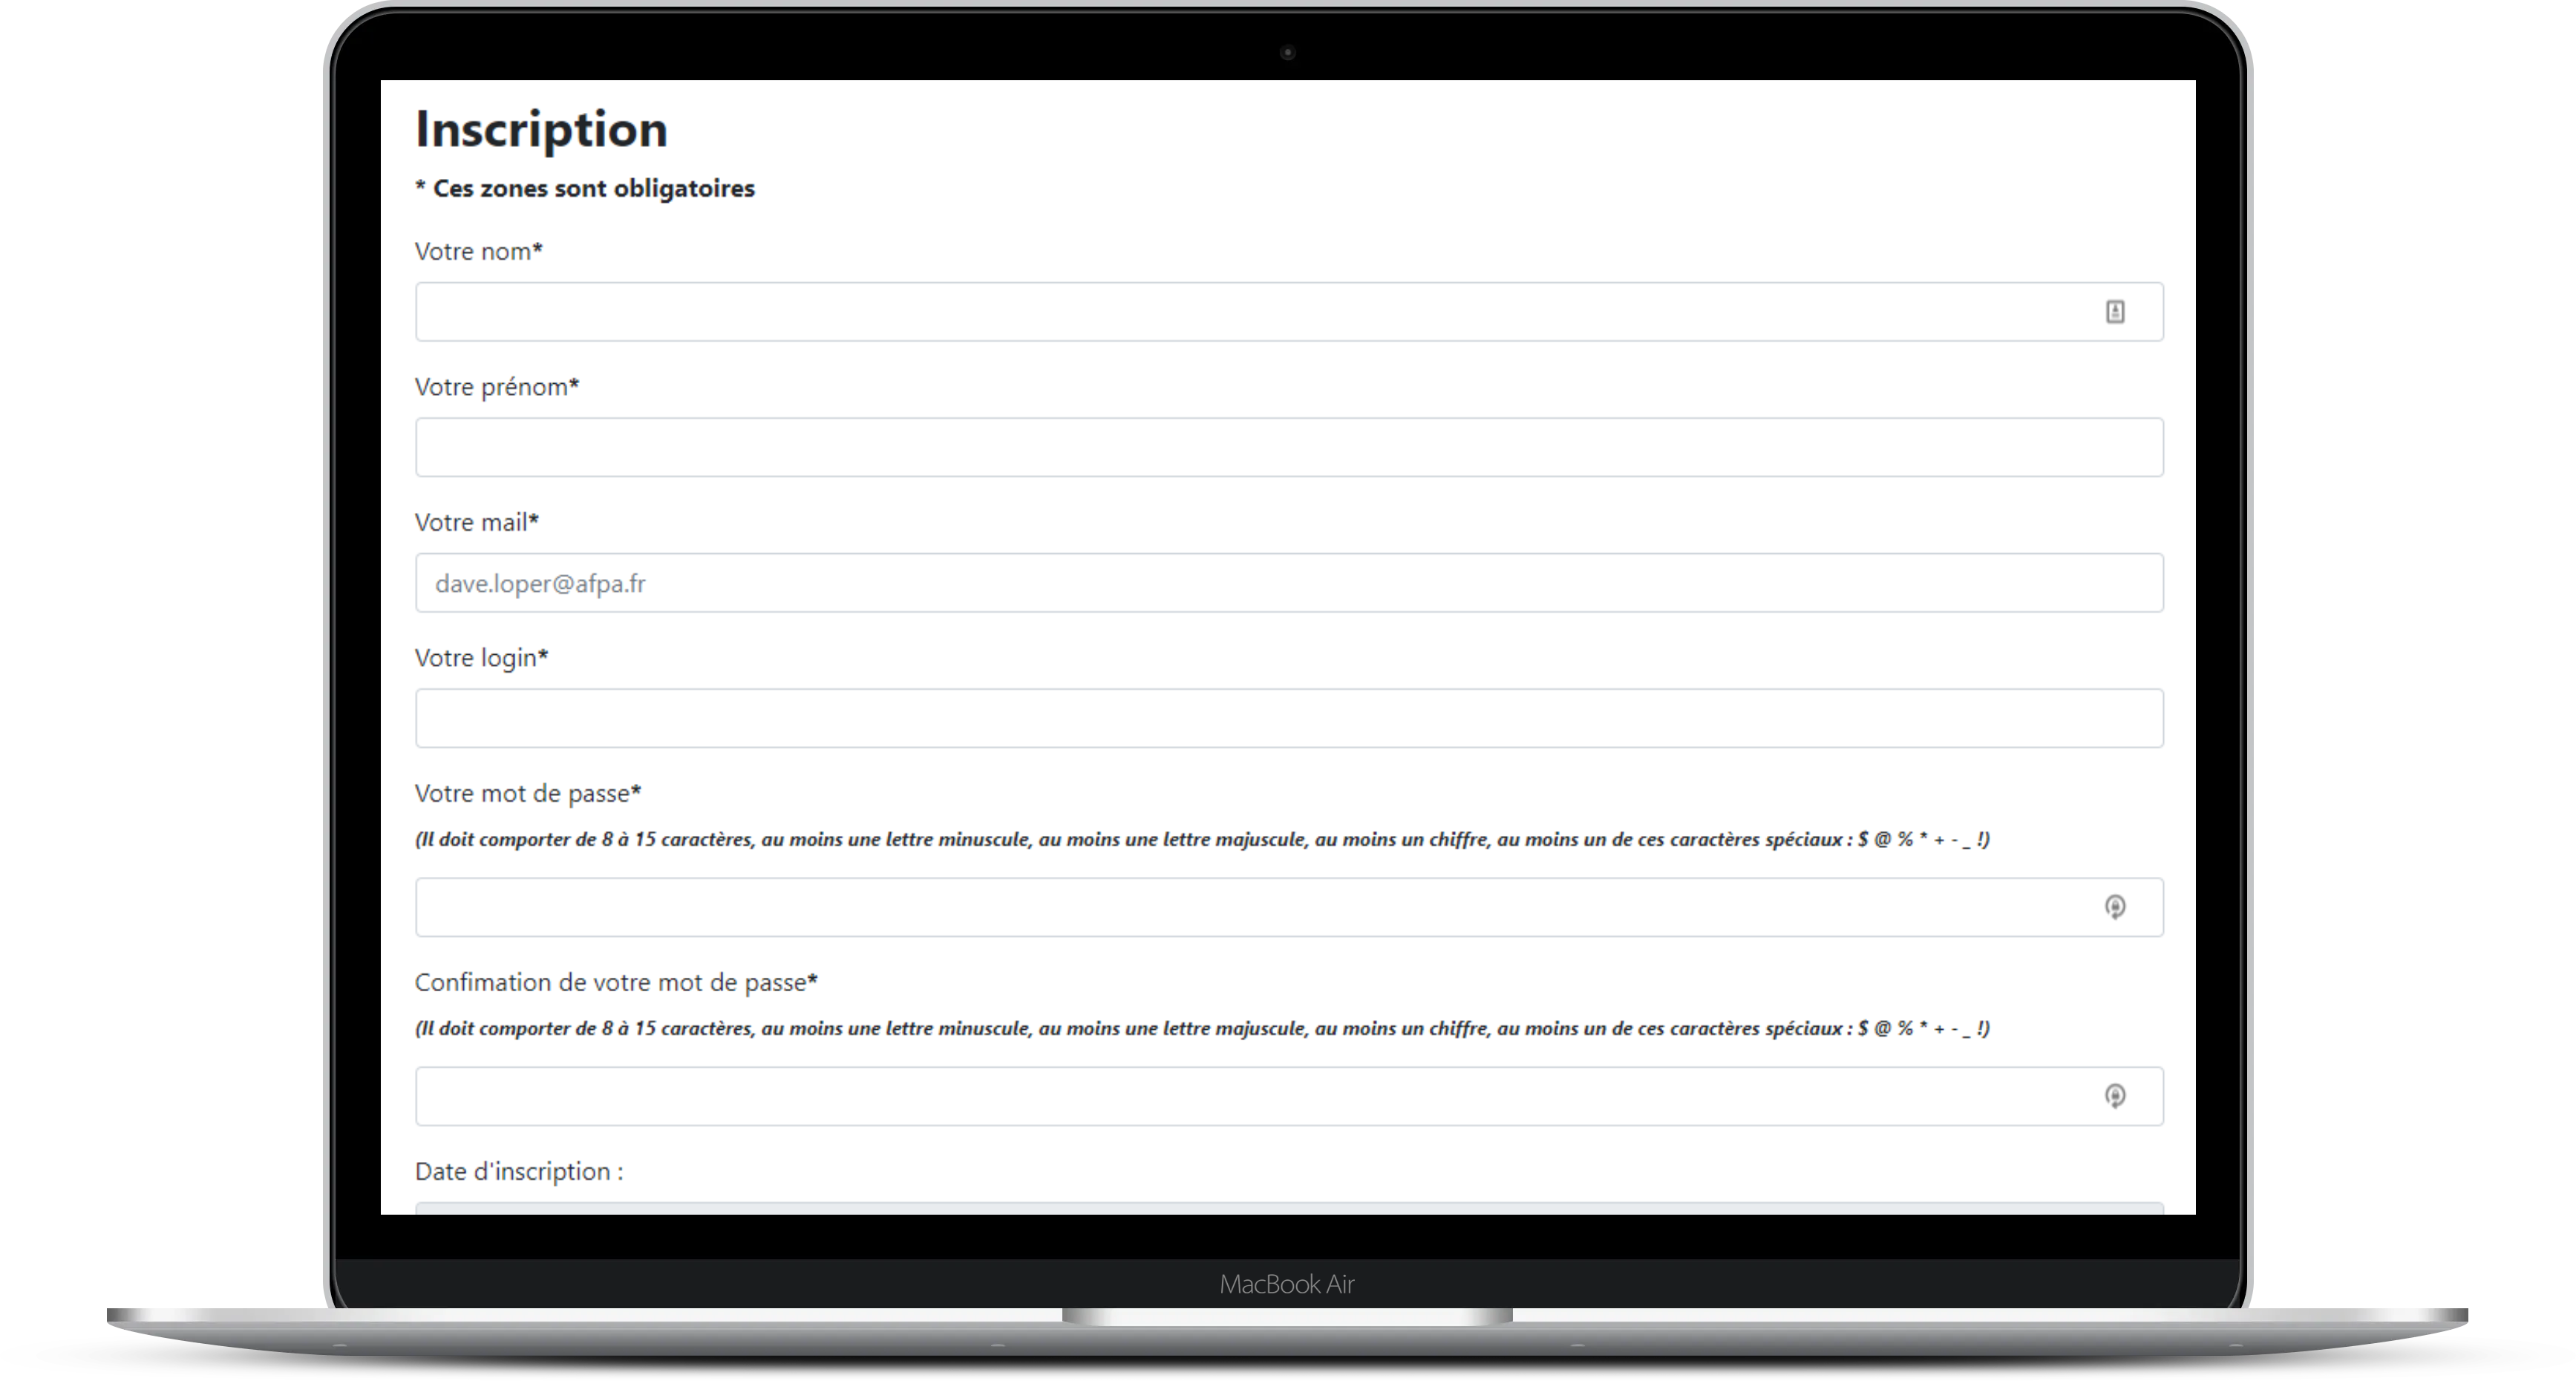 Inscription
* Ces zones sont obligatoires
Votre nom*
Votre prénom*
Votre mail*
dave.loper@afpa.fr
Votre login*
Votre mot de passe*
(Il doit comporter de 8 à 15 caractères, au moins une lettre minuscule, au moins une lettre majuscule, au moins un chiffre, au moins un de ces caractères spéciaux : $ @ % * + - _ !)
Confimation de votre mot de passe*
(Il doit comporter de 8 à 15 caractères, au moins une lettre minuscule, au moins une lettre majuscule, au moins un chiffre, au moins un de ces caractères spéciaux : $ @ % * + - _ !)
Date d'inscription :
MacBook Air